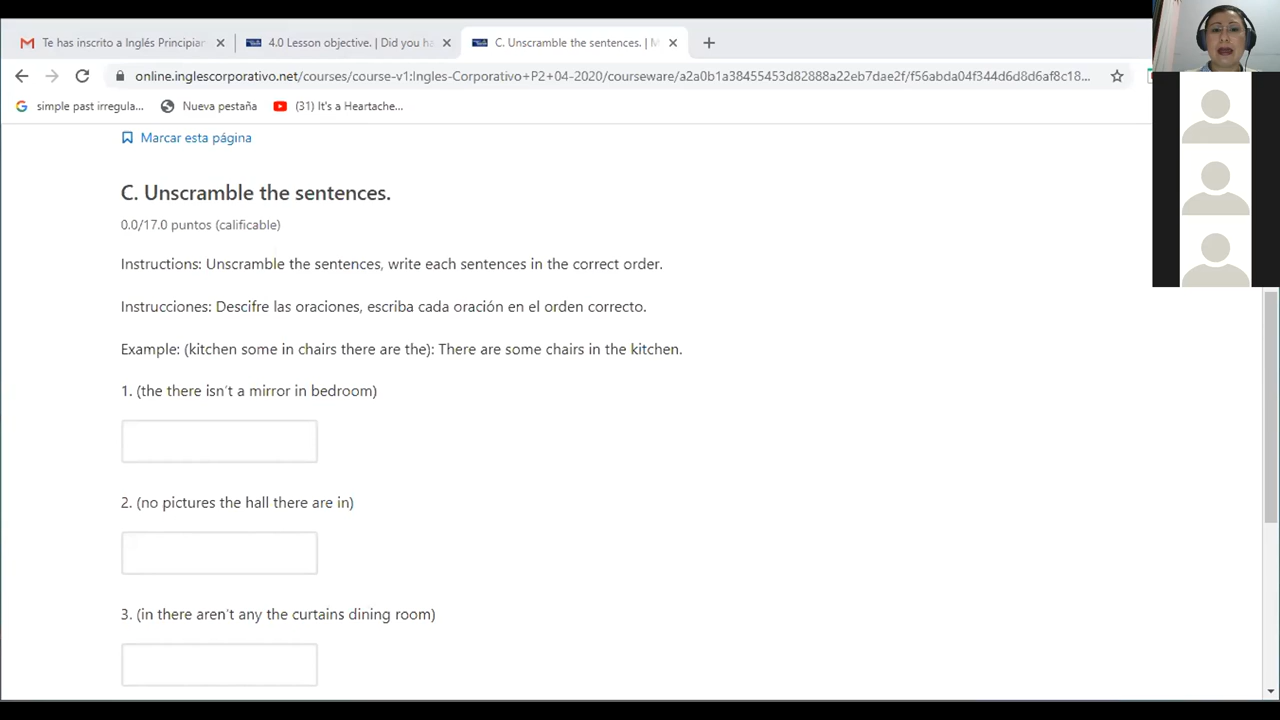 Te has inscrito a Inglés Principian
4.0 Lesson objective. | Did you ha
C. Unscramble the sentences. | M
online.inglescorporativo.net/courses/course-v1:Ingles-Corporativo+P2+04-2020/courseware/a2a0b1a38455453d82888a22eb7dae2f/f56abda04f344d6d8d6af8c18...
simple past irregula...
Nueva pestaña
(31) It's a Heartache...
Marcar esta página
C. Unscramble the sentences.
0.0/17.0 puntos (calificable)
Instructions: Unscramble the sentences, write each sentences in the correct order.
Instrucciones: Descifre las oraciones, escriba cada oración en el orden correcto.
Example: (kitchen some in chairs there are the): There are some chairs in the kitchen.
1. (the there isn´t a mirror in bedroom)
2. (no pictures the hall there are in)
3. (in there aren´t any the curtains dining room)